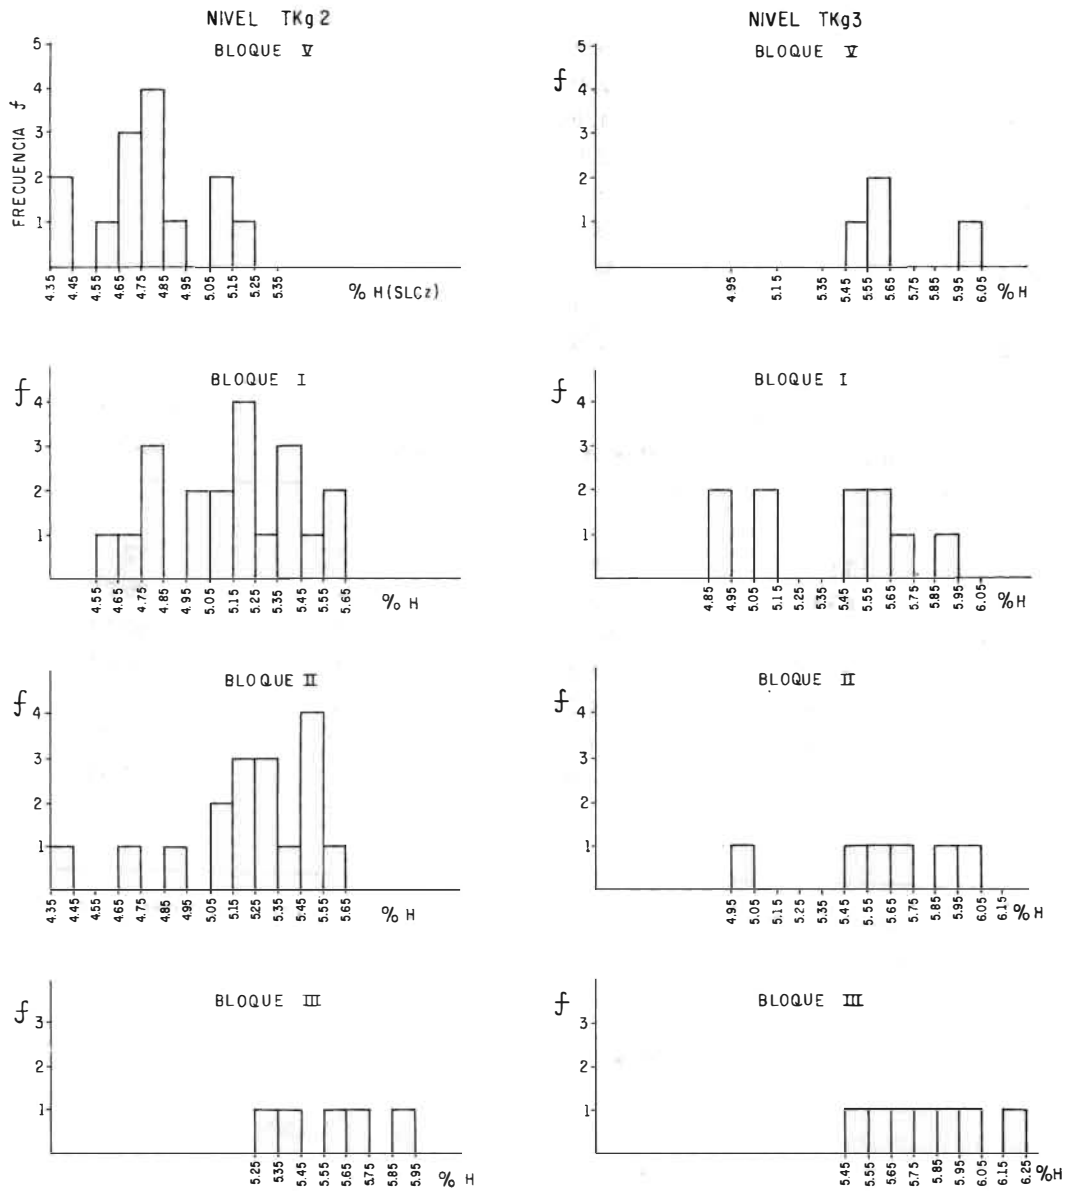 NIVEL TKg 2
BLOQUE V
FRECUENCIA f
5
4
3
2
1
4.35 4.45 4.55 4.65 4.75 4.85 4.95 5.05 5.15 5.25 5.35
% H (SLCz)
NIVEL TKg3
BLOQUE V
f
5
4
3
2
1
4.95 5.15 5.35 5.45 5.55 5.65 5.75 5.85 5.95 6.05
% H
BLOQUE I
f
4
3
2
1
4.55 4.65 4.75 4.85 4.95 5.05 5.15 5.25 5.35 5.45 5.55 5.65
% H
BLOQUE I
f
4
3
2
1
4.85 4.95 5.05 5.15 5.25 5.35 5.45 5.55 5.65 5.75 5.85 5.95 6.05
% H
BLOQUE II
f
4
3
2
1
4.35 4.45 4.55 4.65 4.75 4.85 4.95 5.05 5.15 5.25 5.35 5.45 5.55 5.65
% H
BLOQUE II
f
4
3
2
1
4.95 5.05 5.15 5.25 5.35 5.45 5.55 5.65 5.75 5.85 5.95 6.05 6.15
% H
BLOQUE III
f
3
2
1
5.25 5.35 5.45 5.55 5.65 5.75 5.85 5.95
% H
BLOQUE III
f
3
2
1
5.45 5.55 5.65 5.75 5.85 5.95 6.05 6.15 6.25
%H